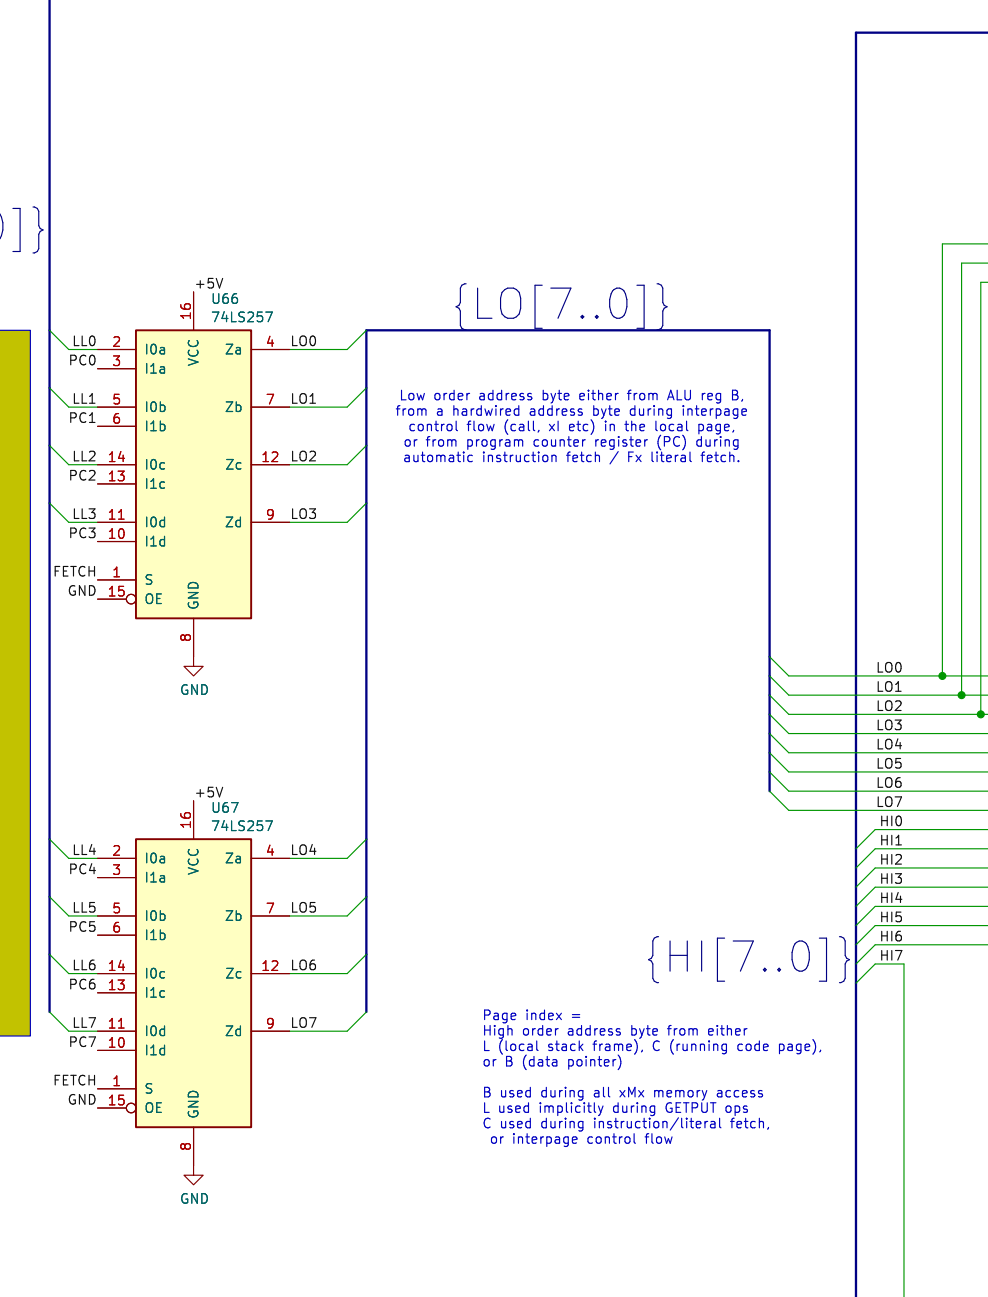 0]}
+5V
U66
74LS257
16
VCC
LL0 2 I0a Za 4 LO0
PC0 3 I1a
LL1 5 I0b Zb 7 LO1
PC1 6 I1b
LL2 14 I0c Zc 12 LO2
PC2 13 I1c
LL3 11 I0d Zd 9 LO3
PC3 10 I1d
FETCH 1 S
GND 15 OE
GND
8
GND
{LO[7..0]}
Low order address byte either from ALU reg B,
from a hardwired address byte during interpage
control flow (call, xI etc) in the local page,
or from program counter register (PC) during
automatic instruction fetch / Fx literal fetch.
LO0
LO1
LO2
LO3
LO4
LO5
LO6
LO7
HI0
HI1
HI2
HI3
HI4
HI5
HI6
HI7
+5V
U67
74LS257
16
VCC
LL4 2 I0a Za 4 LO4
PC4 3 I1a
LL5 5 I0b Zb 7 LO5
PC5 6 I1b
LL6 14 I0c Zc 12 LO6
PC6 13 I1c
LL7 11 I0d Zd 9 LO7
PC7 10 I1d
FETCH 1 S
GND 15 OE
GND
8
GND
{HI[7..0]}
Page index =
High order address byte from either
L (local stack frame), C (running code page),
or B (data pointer)
B used during all xMx memory access
L used implicitly during GETPUT ops
C used during instruction/literal fetch,
or interpage control flow